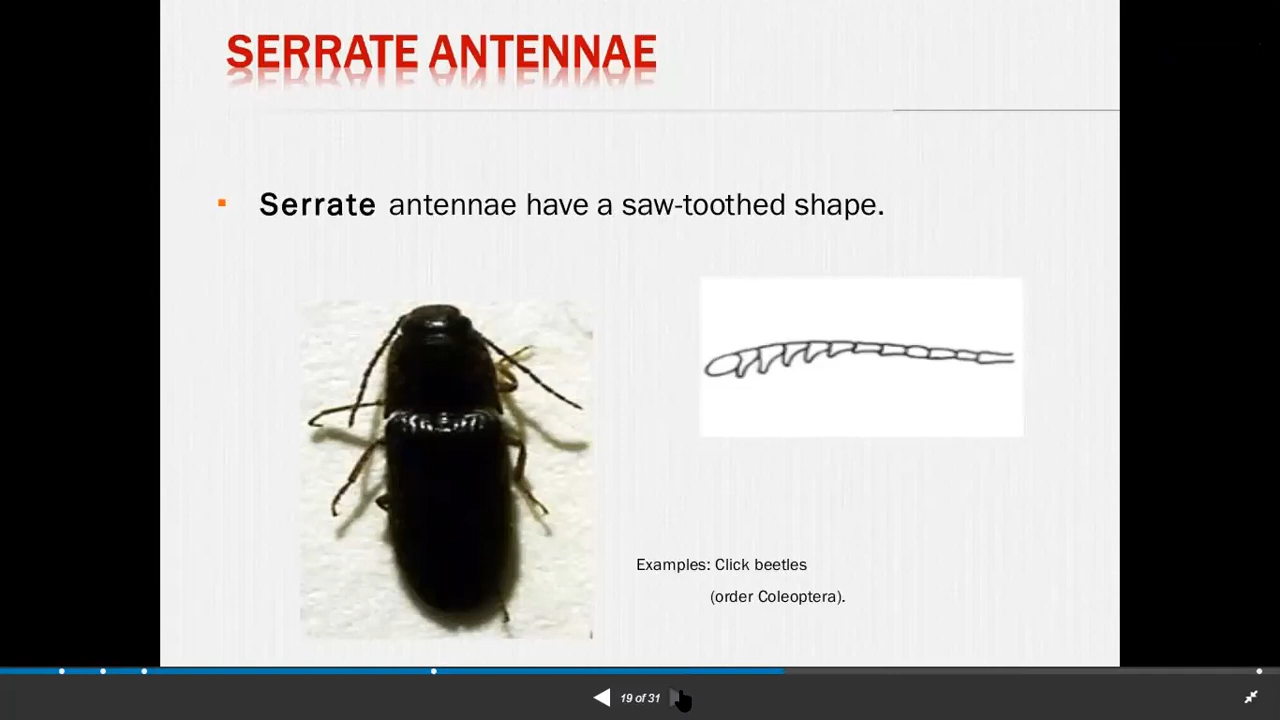 SERRATE ANTENNAE
▪ Serrate antennae have a saw-toothed shape.
Examples: Click beetles
(order Coleoptera).
19 of 31